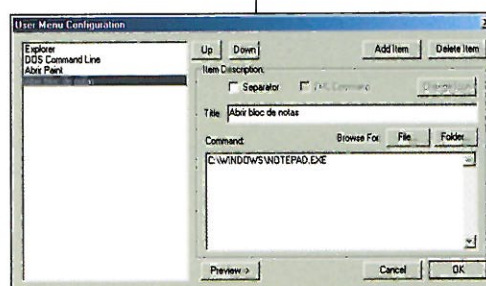 User Menu Configuration
Explorer
DOS Command Line
Abrir Paint
Up Down Add Item Delete Item
Item Description:
Separator Command
Title: Abrir bloc de notas
Command: Browse For: File... Folder...
C:\WINDOWS\NOTEPAD.EXE
Preview > Cancel OK